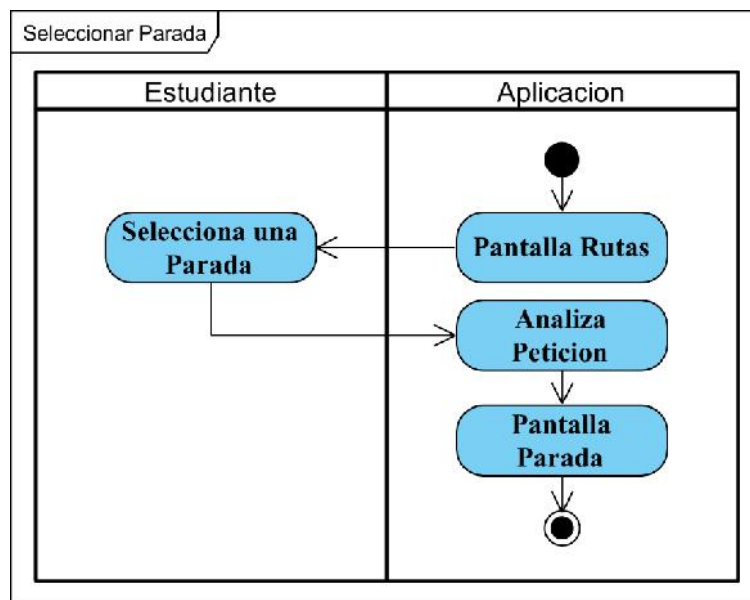 Seleccionar Parada
Estudiante
Aplicacion
Selecciona una
Parada
Pantalla Rutas
Analiza
Peticion
Pantalla
Parada